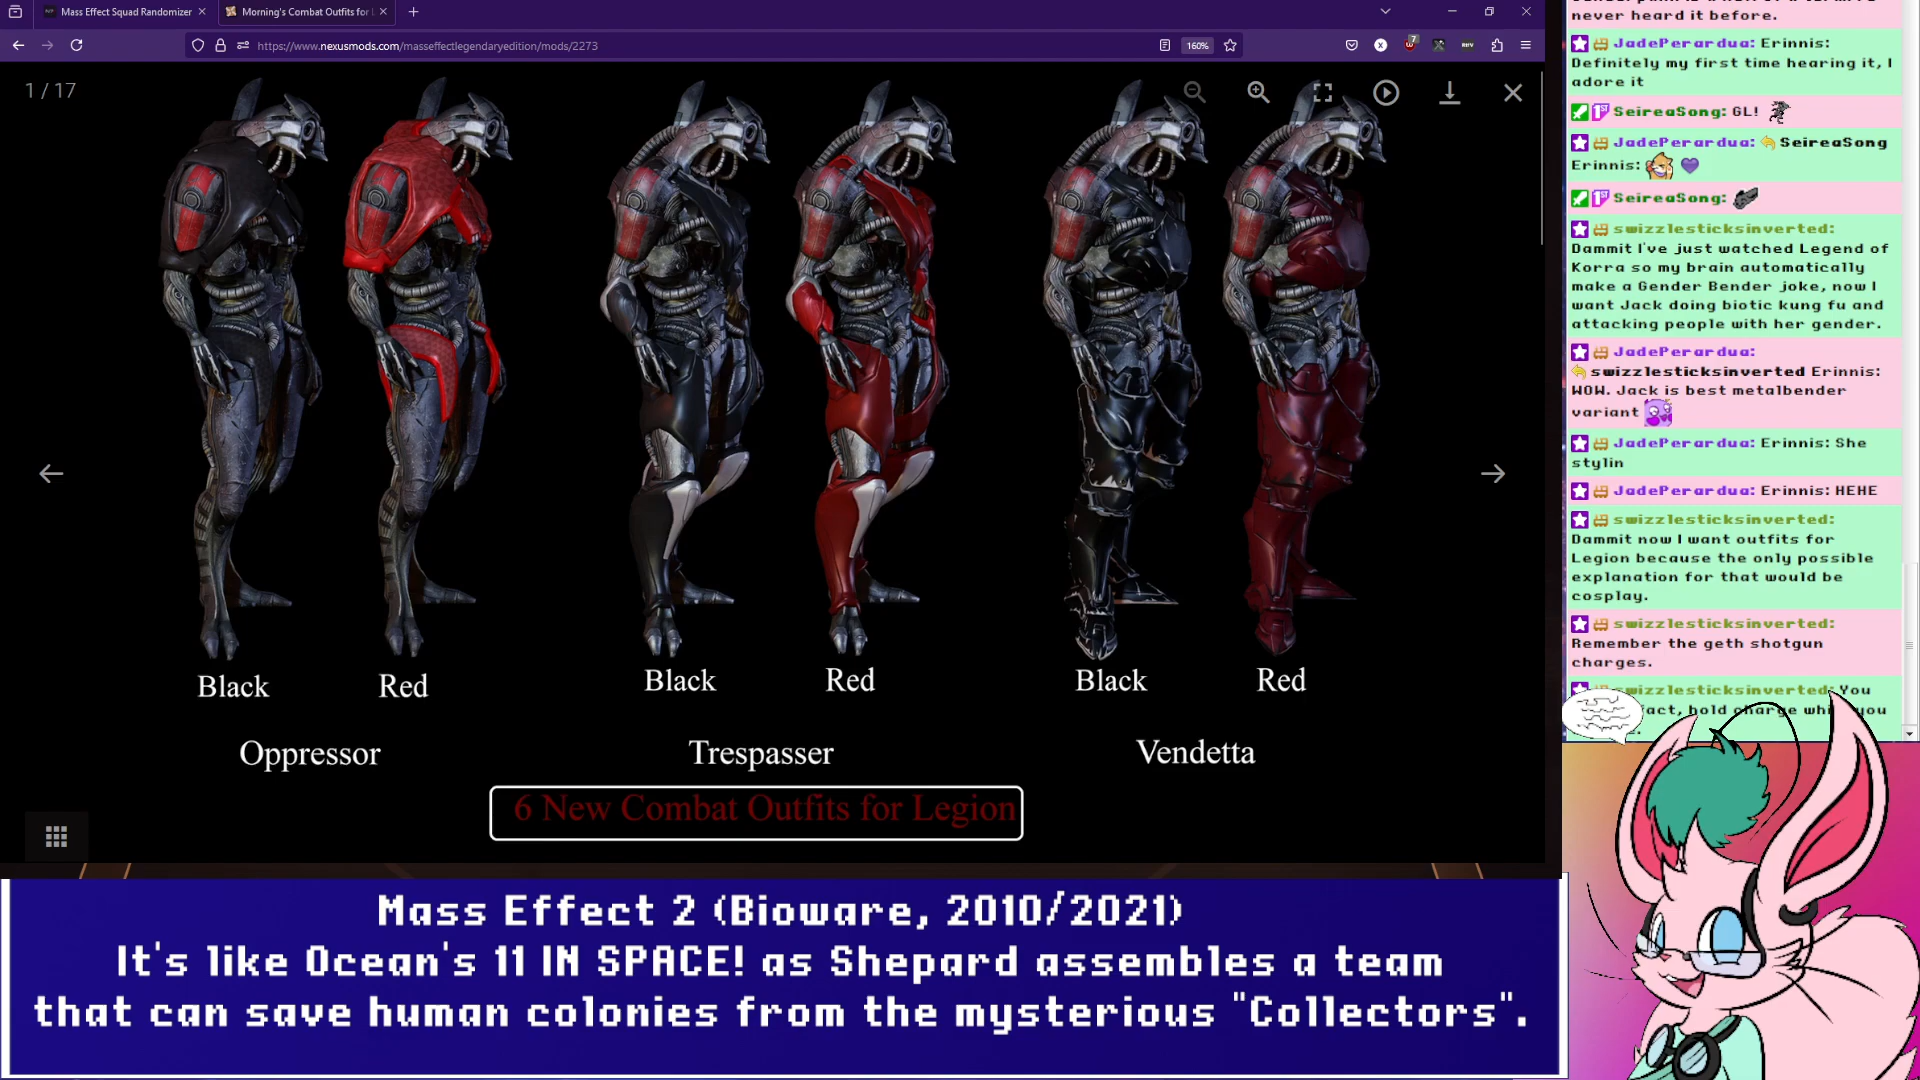 Mass Effect Squad Randomizer
Morning's Combat Outfits for L
https://www.nexusmods.com/masseffectlegendaryedition/mods/2273
160%
7
1 / 17
Black
Red
Black
Red
Black
Red
Oppressor
Trespasser
Vendetta
6 New Combat Outfits for Legion
Mass Effect 2 (Bioware, 2010/2021)
It's like Ocean's 11 IN SPACE! as Shepard assembles a team
that can save human colonies from the mysterious "Collectors".
never heard it before.
JadePerardua: Erinnis:
Definitely my first time hearing it, I
adore it
SeireaSong: GL!
JadePerardua: SeireaSong
Erinnis:
SeireaSong:
swizzlesticksinverted:
Dammit I've just watched Legend of
Korra so my brain automatically
make a Gender Bender joke, now I
want Jack doing biotic kung fu and
attacking people with her gender.
JadePerardua:
swizzlesticksinverted Erinnis:
WOW. Jack is best metalbender
variant
JadePerardua: Erinnis: She
stylin
JadePerardua: Erinnis: HEHE
swizzlesticksinverted:
Dammit now I want outfits for
Legion because the only possible
explanation for that would be
cosplay.
swizzlesticksinverted:
Remember the geth shotgun
charges.
swizzlesticksinverted: You
fact, hold charge you